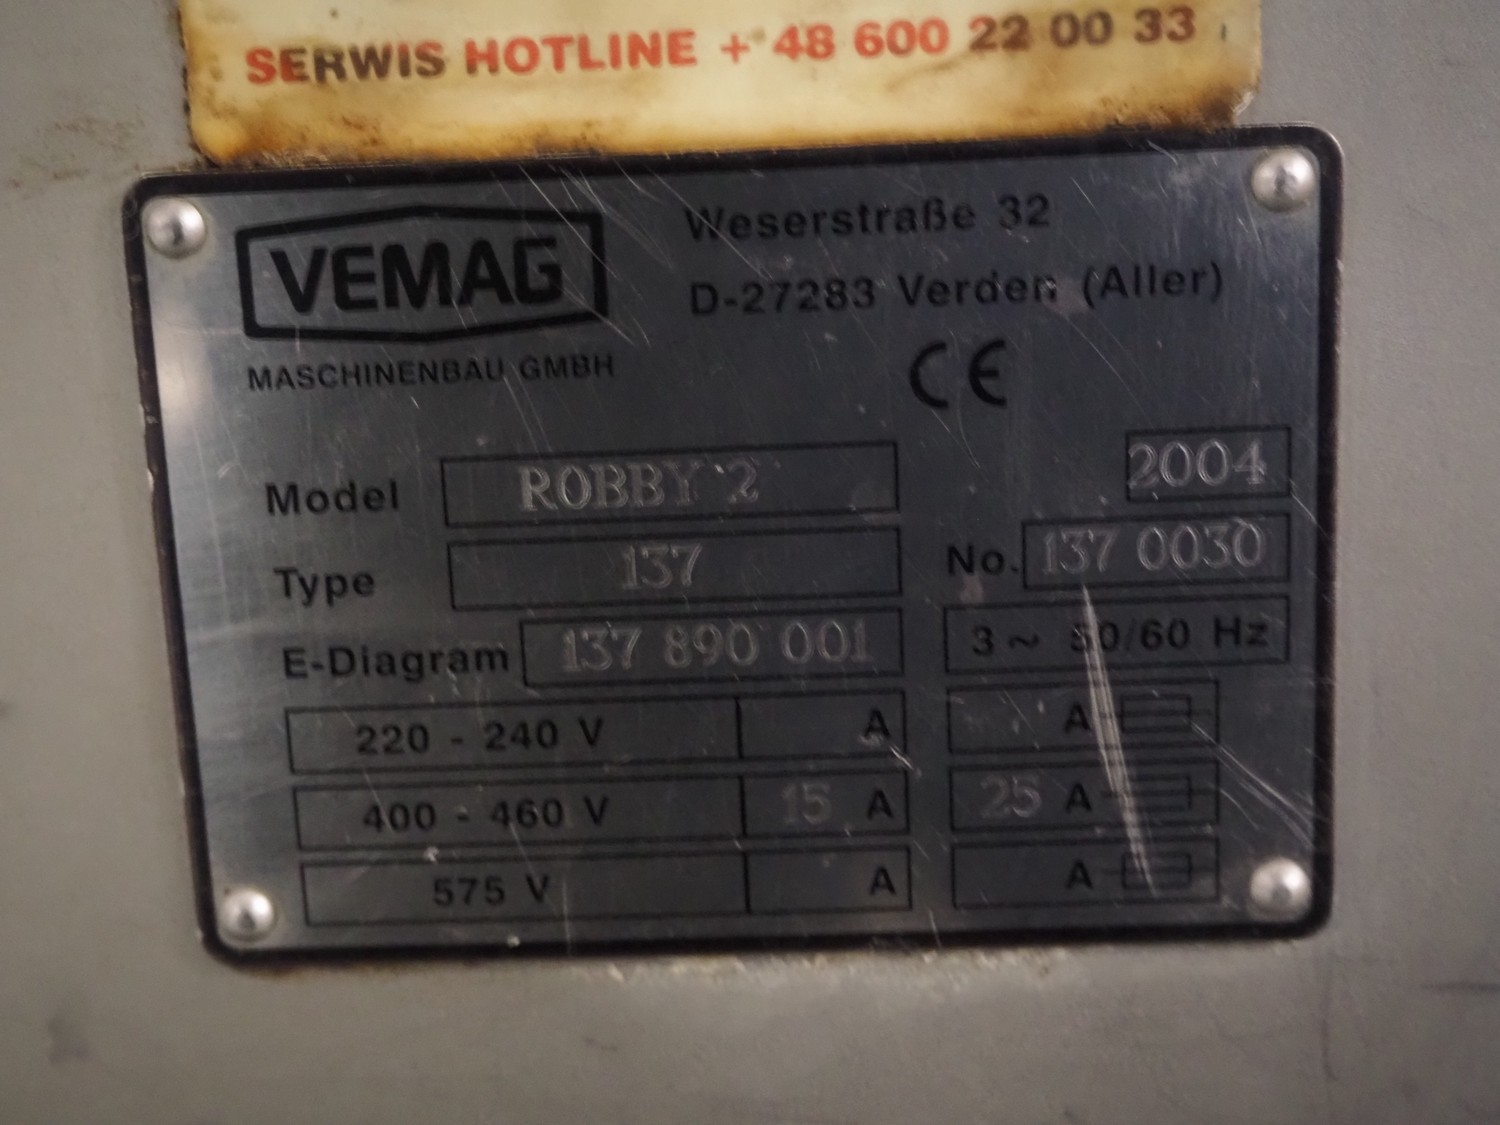 SERWIS HOTLINE + 48 600 22 00 33
VEMAG
MASCHINENBAU GMBH
Weserstraße 32
D-27283 Verden (Aller)
CE
2004
Model ROBBY 2
Type 137
No. 137 0030
E-Diagram 137 890 001
3 ~ 50/60 Hz
220 - 240 V A A
400 - 460 V 15 A 25 A
575 V A A